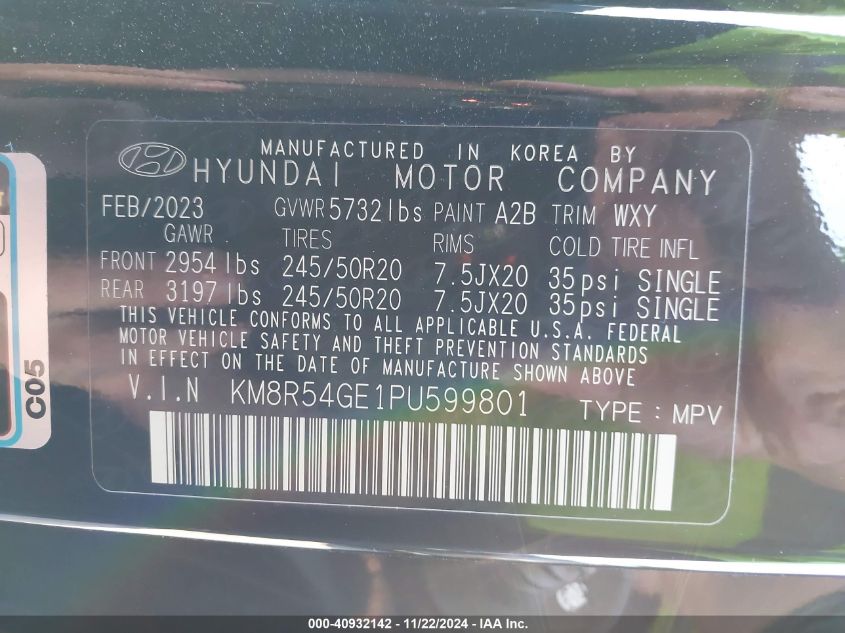 MANUFACTURED IN KOREA BY
HYUNDAI MOTOR COMPANY
FEB/2023 GVWR 5732 lbs PAINT A2B TRIM WXY
GAWR TIRES RIMS COLD TIRE INFL
FRONT 2954 lbs 245/50R20 7.5JX20 35psi SINGLE
REAR 3197 lbs 245/50R20 7.5JX20 35psi SINGLE
THIS VEHICLE CONFORMS TO ALL APPLICABLE U.S.A. FEDERAL
MOTOR VEHICLE SAFETY AND THEFT PREVENTION STANDARDS
IN EFFECT ON THE DATE OF MANUFACTURE SHOWN ABOVE
V.I.N KM8R54GE1PU599801 TYPE : MPV
C05
000-40932142 - 11/22/2024 - IAA Inc.